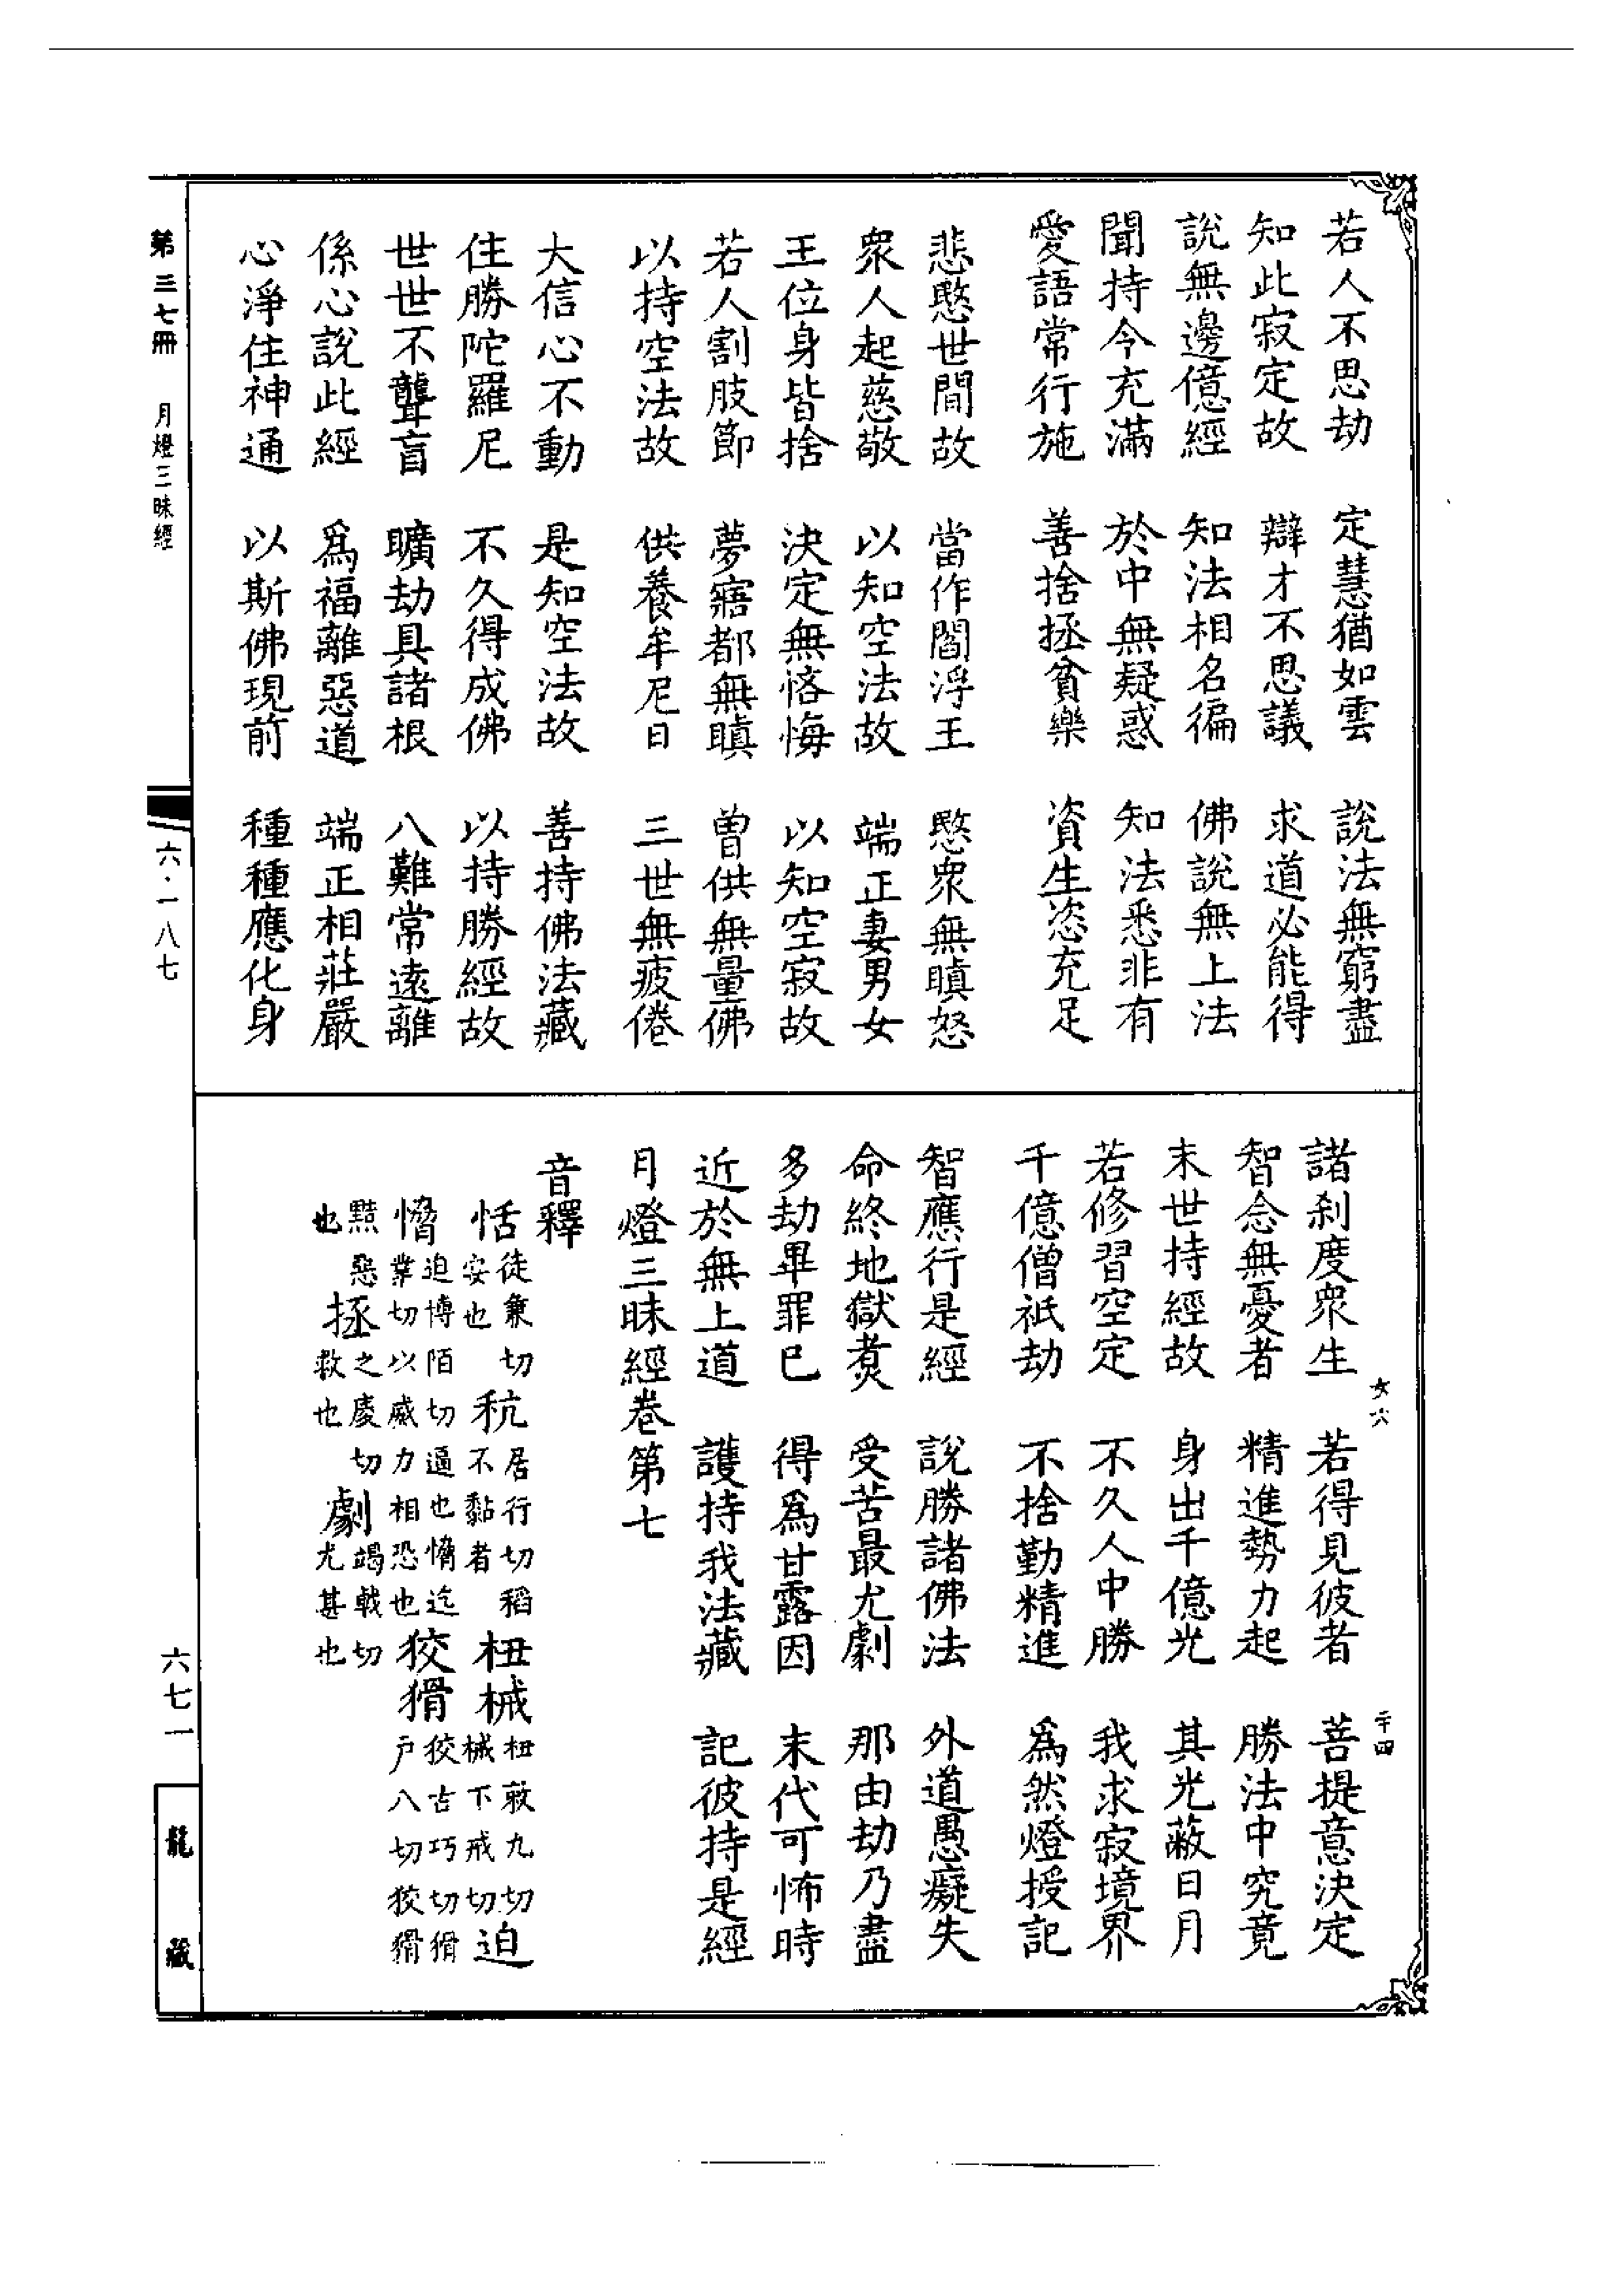 若人不思劫　定慧猶如雲　說法無窮盡
知此寂定故　辯才不思議　求道必能得
說無邊億經　知法相名徧　佛說無上法
聞持今充滿　於中無疑惑　知法悉非有
愛語常行施　善捨拯貧樂　資生恣充足
悲愍世間故　當作閻浮王　愍衆無瞋怒
衆人起慈敬　以知空法故　端正妻男女
王位身皆捨　決定無悋悔　以知空寂故
若人割肢節　夢寤都無瞋　曾供無量佛
以持空法故　供養牟尼日　三世無疲倦
大信心不動　是知空法故　善持佛法藏
住勝陀羅尼　不久得成佛　以持勝經故
世世不聾盲　曠劫具諸根　八難常遠離
係心說此經　爲福離惡道　端正相莊嚴
心淨住神通　以斯佛現前　種種應化身
諸刹度衆生　若得見彼者　菩提意決定
智念無憂者　精進勢力起　勝法中究竟
末世持經故　身出千億光　其光蔽日月
若修習空定　不久人中勝　我求寂境界
千億僧祇劫　不捨勤精進　爲然燈授記
智應行是經　說勝諸佛法　外道愚癡失
命終地獄煑　受苦最尤劇　那由劫乃盡
多劫畢罪已　得爲甘露因　末代可怖時
近於無上道　護持我法藏　記彼持是經
月燈三昧經卷第七
音釋
恬徒兼切安也　秔居行切稻不黏者　杻械杻敕九切械下戒切　迫
愶迫博陌切逼也愶迄業切以威力相恐也　狡猾狡古巧切猾戶八切狡猾
黠惡也　拯之慶切救也　劇竭戟切尤甚也
女六
二十四
第三七冊　月燈三昧經
六·一八七
六七一
龍藏